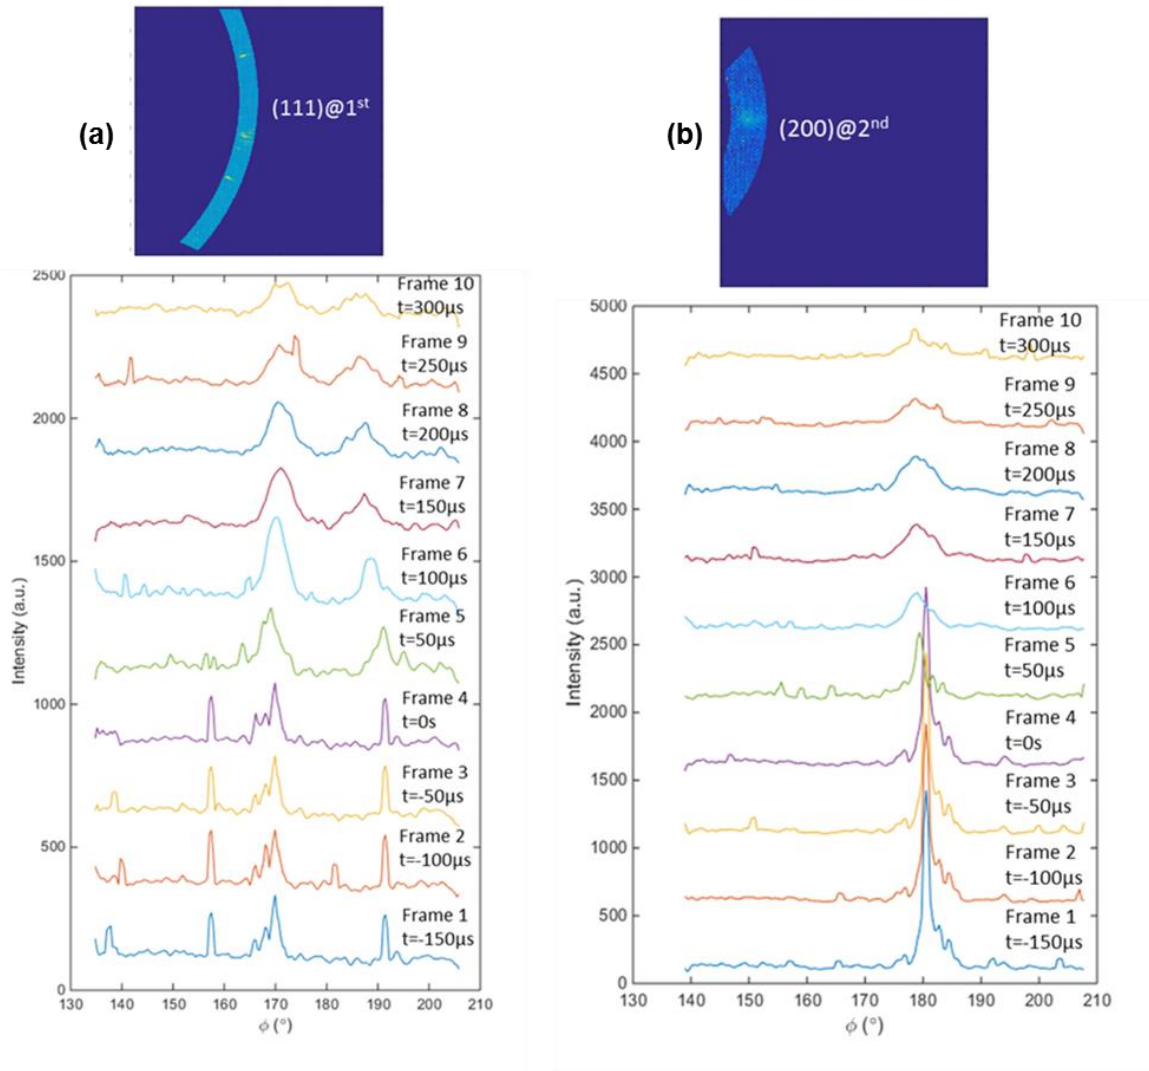 (a)
(111)@1st
(b)
(200)@2nd
2500
2000
1500
1000
500
0
Intensity (a.u.)
Frame 10
t=300µs
Frame 9
t=250µs
Frame 8
t=200µs
Frame 7
t=150µs
Frame 6
t=100µs
Frame 5
t=50µs
Frame 4
t=0s
Frame 3
t=-50µs
Frame 2
t=-100µs
Frame 1
t=-150µs
130 140 150 160 170 180 190 200 210
ϕ (°)
5000
4500
4000
3500
3000
2500
2000
1500
1000
500
0
Intensity (a.u.)
Frame 10
t=300µs
Frame 9
t=250µs
Frame 8
t=200µs
Frame 7
t=150µs
Frame 6
t=100µs
Frame 5
t=50µs
Frame 4
t=0s
Frame 3
t=-50µs
Frame 2
t=-100µs
Frame 1
t=-150µs
130 140 150 160 170 180 190 200 210
ϕ (°)